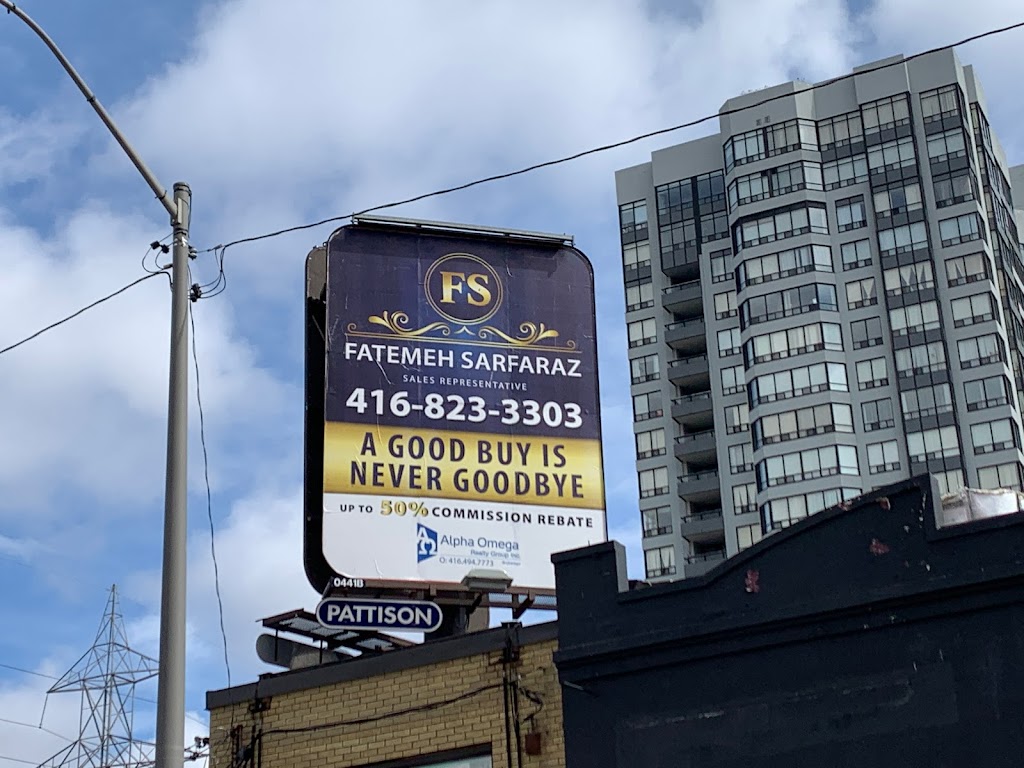 FS
FATEMEH SARFARAZ
SALES REPRESENTATIVE
416-823-3303
A GOOD BUY IS
NEVER GOODBYE
UP TO 50% COMMISSION REBATE
AΩ
Alpha Omega
Realty Group Inc.
O: 416.494.7773
0441B
PATTISON